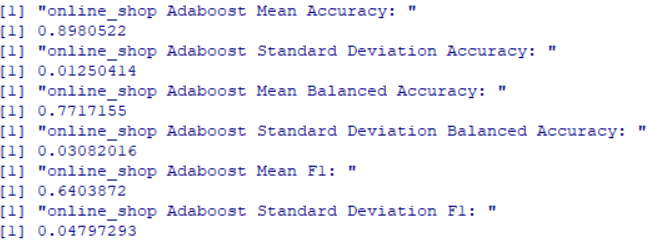 [1] "online_shop Adaboost Mean Accuracy: "
[1] 0.8980522
[1] "online_shop Adaboost Standard Deviation Accuracy: "
[1] 0.01250414
[1] "online_shop Adaboost Mean Balanced Accuracy: "
[1] 0.7717155
[1] "online_shop Adaboost Standard Deviation Balanced Accuracy: "
[1] 0.03082016
[1] "online_shop Adaboost Mean F1: "
[1] 0.6403872
[1] "online_shop Adaboost Standard Deviation F1: "
[1] 0.04797293